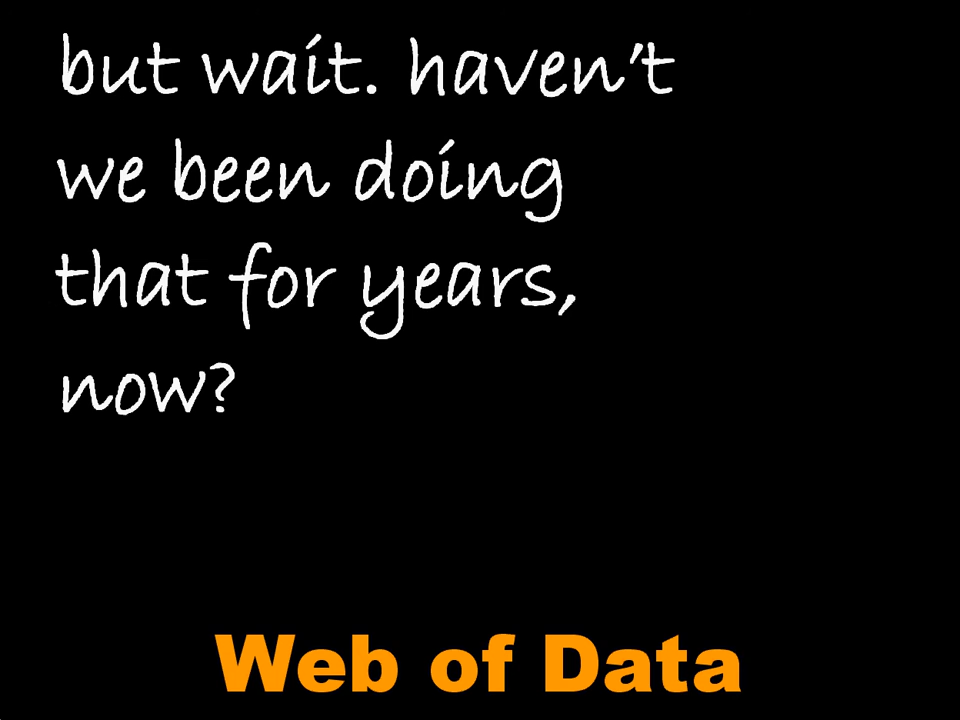 but wait. haven't
we been doing
that for years,
now?
Web of Data